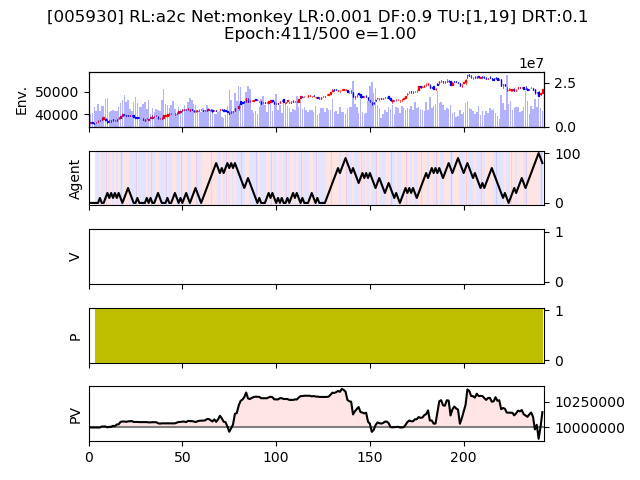 [005930] RL:a2c Net:monkey LR:0.001 DF:0.9 TU:[1,19] DRT:0.1
Epoch:411/500 e=1.00
1e7
Env.
50000
40000
2.5
0.0
Agent
100
0
V
1
0
P
1
0
PV
10250000
10000000
0 50 100 150 200